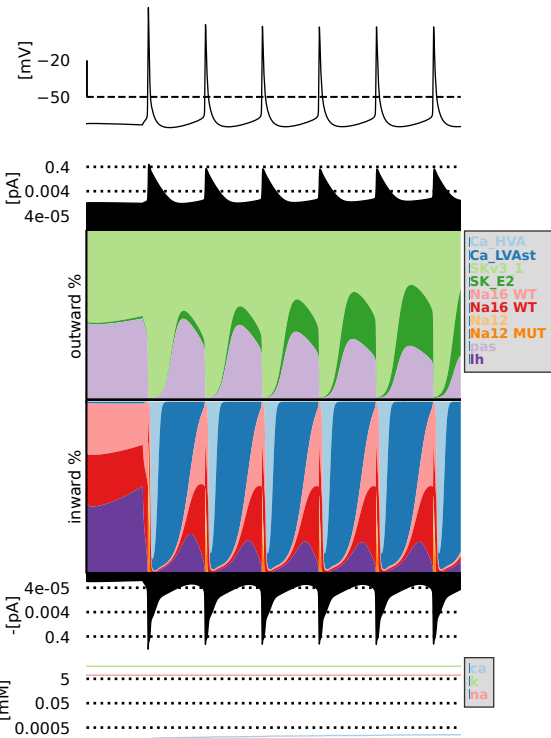 [mV]
−20
−50
[pA]
0.4
0.004
4e-05
outward %
Ca_HVA
Ca_LVAst
SKv3_1
SK_E2
Na16 WT
Na16 WT
Na12
Na12 MUT
pas
Ih
inward %
-[pA]
4e-05
0.004
0.4
[mM]
5
0.05
0.0005
ca
k
na